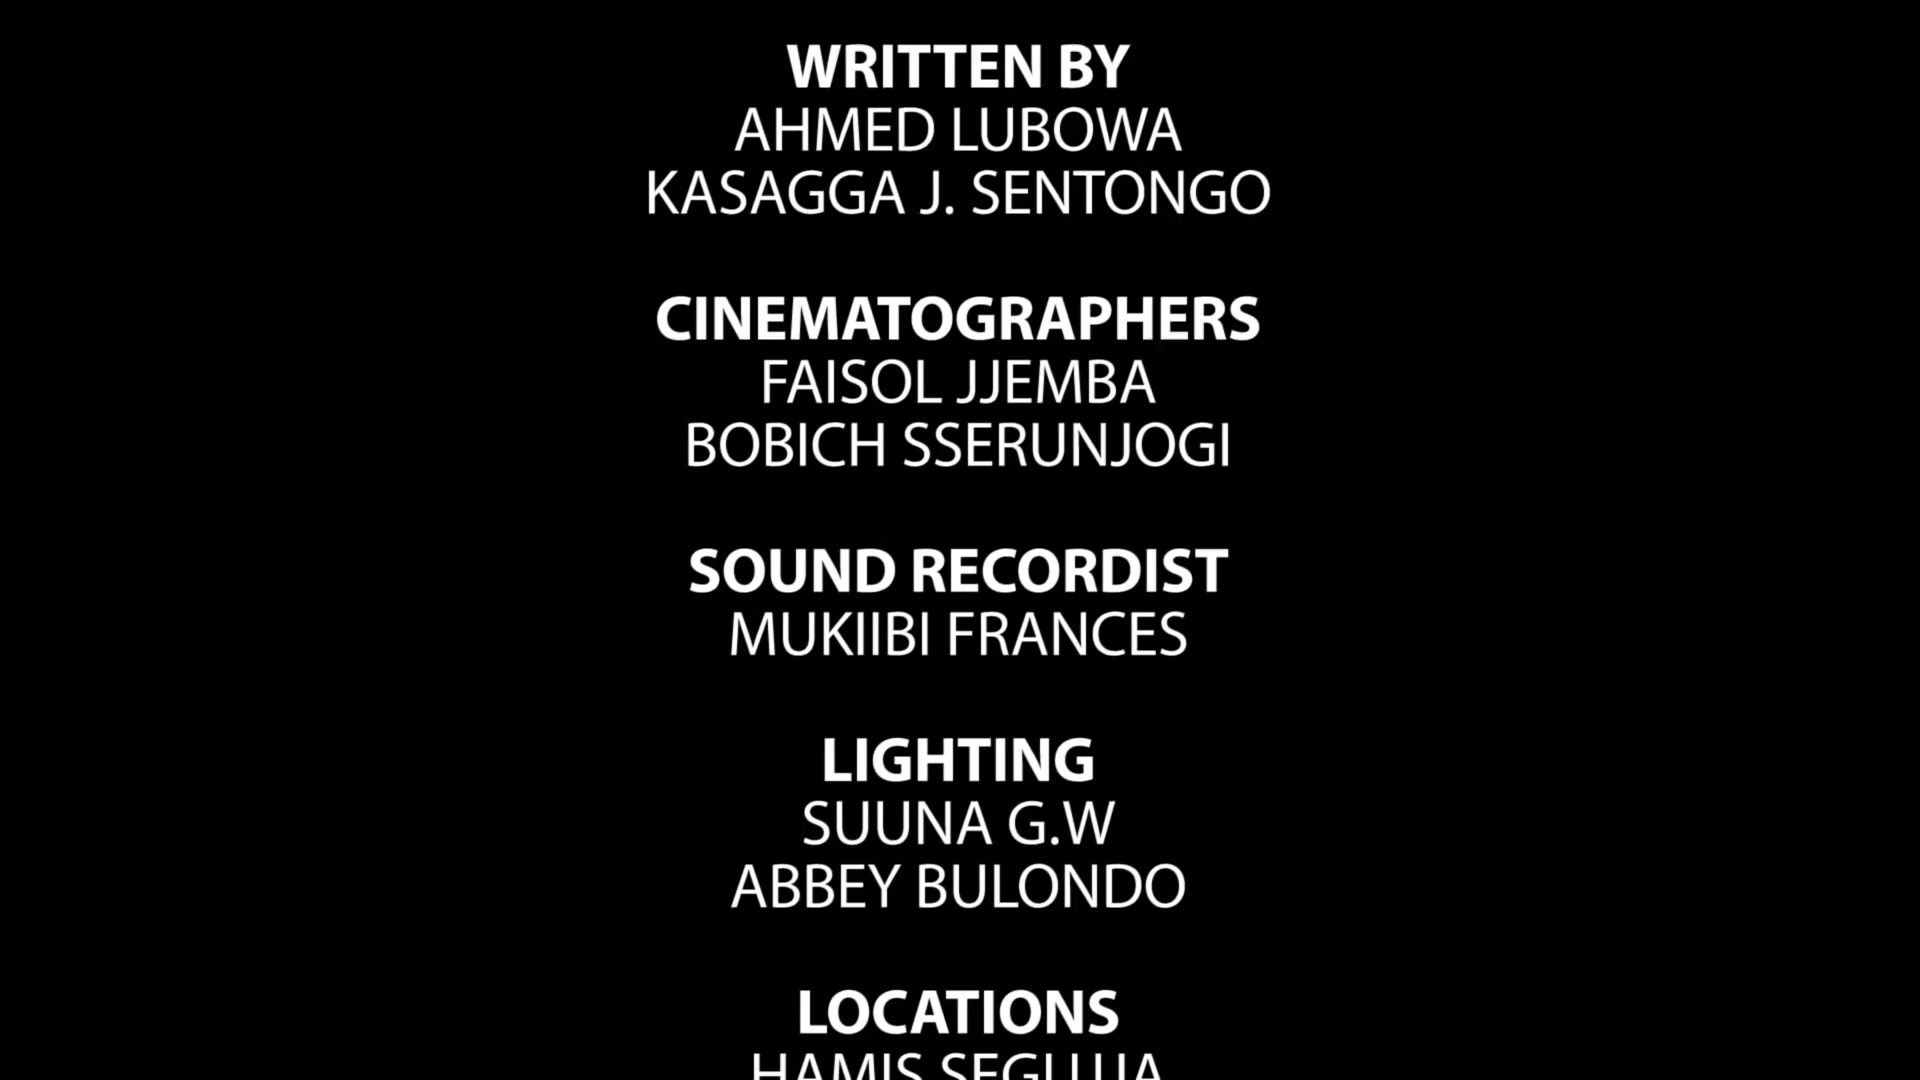 WRITTEN BY
AHMED LUBOWA
KASAGGA J. SENTONGO
CINEMATOGRAPHERS
FAISOL JJEMBA
BOBICH SSERUNJOGI
SOUND RECORDIST
MUKIIBI FRANCES
LIGHTING
SUUNA G.W
ABBEY BULONDO
LOCATIONS
HAMIS